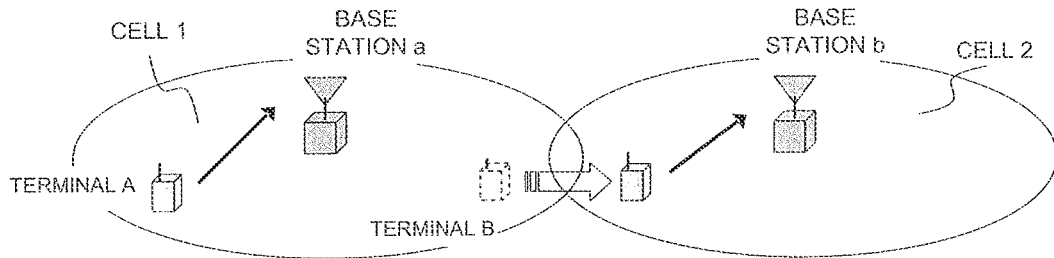 CELL 1
BASE
STATION a
BASE
STATION b
CELL 2
TERMINAL A
TERMINAL B